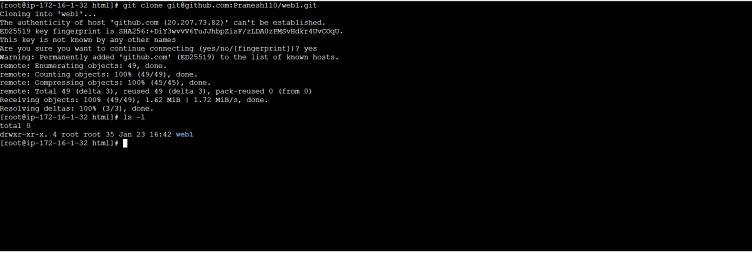 [root@ip-172-16-1-32 html]# git clone git@github.com:Pranesh110/web1.git
Cloning into 'web1'...
The authenticity of host 'github.com (20.207.73.82)' can't be established.
ED25519 key fingerprint is SHA256:+DiY3wvvV6TuJJhbpZisF/zLDA0zPMSvHdkr4UvCOqU.
This key is not known by any other names
Are you sure you want to continue connecting (yes/no/[fingerprint])? yes
Warning: Permanently added 'github.com' (ED25519) to the list of known hosts.
remote: Enumerating objects: 49, done.
remote: Counting objects: 100% (49/49), done.
remote: Compressing objects: 100% (45/45), done.
remote: Total 49 (delta 3), reused 49 (delta 3), pack-reused 0 (from 0)
Receiving objects: 100% (49/49), 1.62 MiB | 1.72 MiB/s, done.
Resolving deltas: 100% (3/3), done.
[root@ip-172-16-1-32 html]# ls -l
total 0
drwxr-xr-x. 4 root root 35 Jan 23 16:42 web1
[root@ip-172-16-1-32 html]#